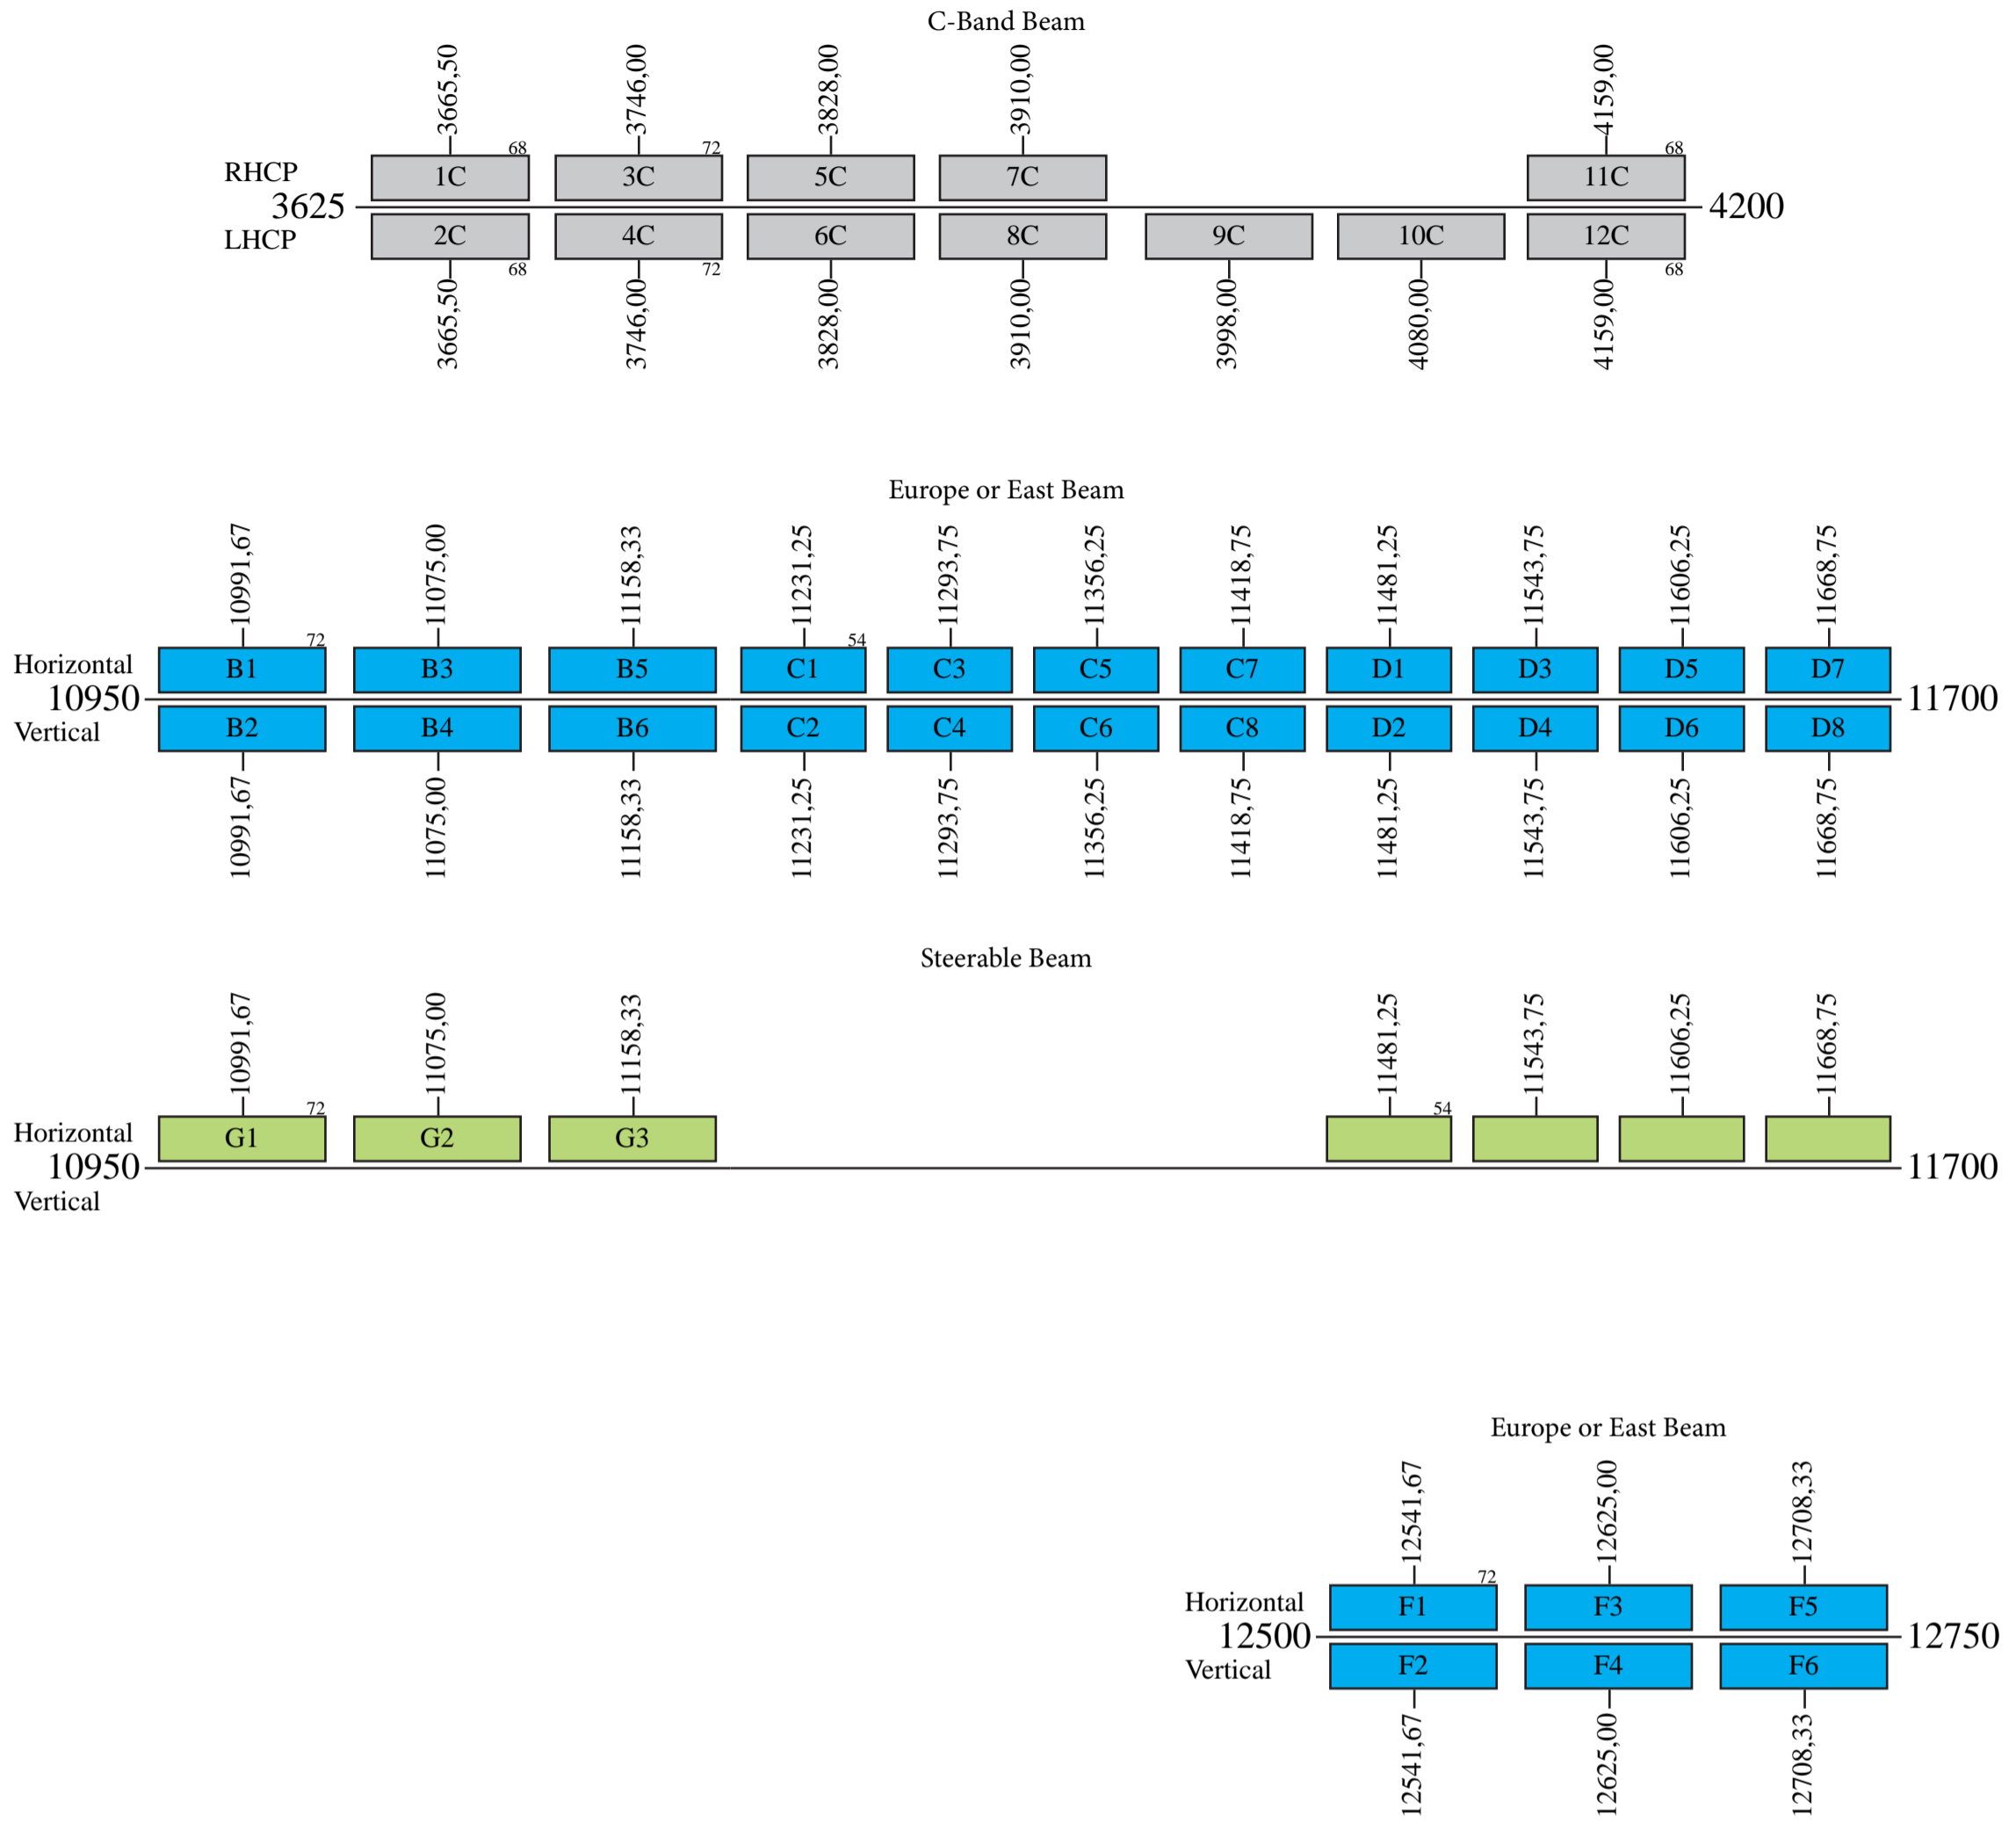 C-Band Beam
3665,50 3746,00 3828,00 3910,00 4159,00
68 72 68
RHCP 1C 3C 5C 7C 11C
3625 4200
LHCP 2C 4C 6C 8C 9C 10C 12C
68 72 68
3665,50 3746,00 3828,00 3910,00 3998,00 4080,00 4159,00
Europe or East Beam
10991,67 11075,00 11158,33 11231,25 11293,75 11356,25 11418,75 11481,25 11543,75 11606,25 11668,75
72 54
Horizontal B1 B3 B5 C1 C3 C5 C7 D1 D3 D5 D7
10950 11700
Vertical B2 B4 B6 C2 C4 C6 C8 D2 D4 D6 D8
10991,67 11075,00 11158,33 11231,25 11293,75 11356,25 11418,75 11481,25 11543,75 11606,25 11668,75
Steerable Beam
10991,67 11075,00 11158,33 11481,25 11543,75 11606,25 11668,75
72 54
Horizontal G1 G2 G3
10950 11700
Vertical
Europe or East Beam
12541,67 12625,00 12708,33
72
Horizontal F1 F3 F5
12500 12750
Vertical F2 F4 F6
12541,67 12625,00 12708,33